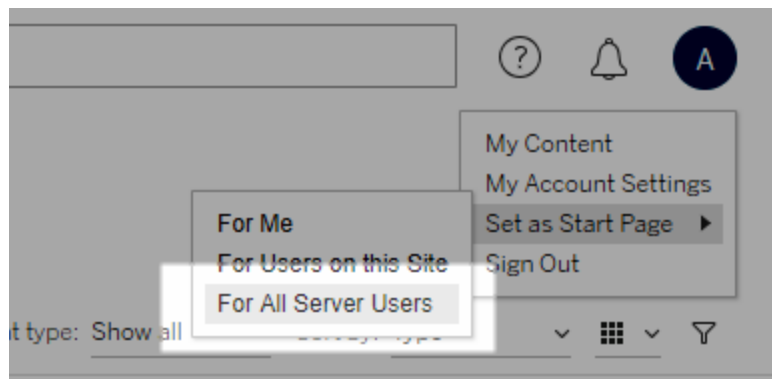 ?
A
My Content
My Account Settings
Set as Start Page
Sign Out
For Me
For Users on this Site
For All Server Users
type: Show all